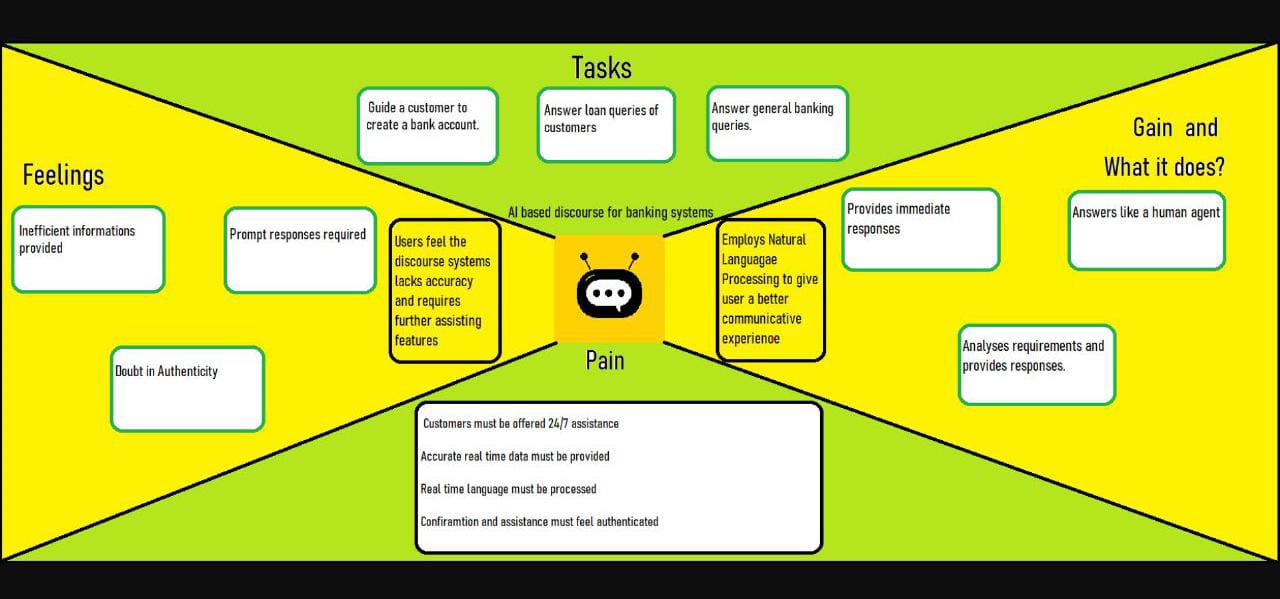 Tasks
Guide a customer to
create a bank account.
Answer loan queries of
customers
Answer general banking
queries.
Gain and
What it does?
Feelings
Inefficient informations
provided
Prompt responses required
Doubt in Authenticity
Users feel the
discourse systems
lacks accuracy
and requires
further assisting
features
AI based discourse for banking systems
Employs Natural
Languagae
Processing to give
user a better
communicative
experienoe
Provides immediate
responses
Answers like a human agent
Analyses requirements and
provides responses.
Pain
Customers must be offered 24/7 assistance
Accurate real time data must be provided
Real time language must be processed
Confiramtion and assistance must feel authenticated